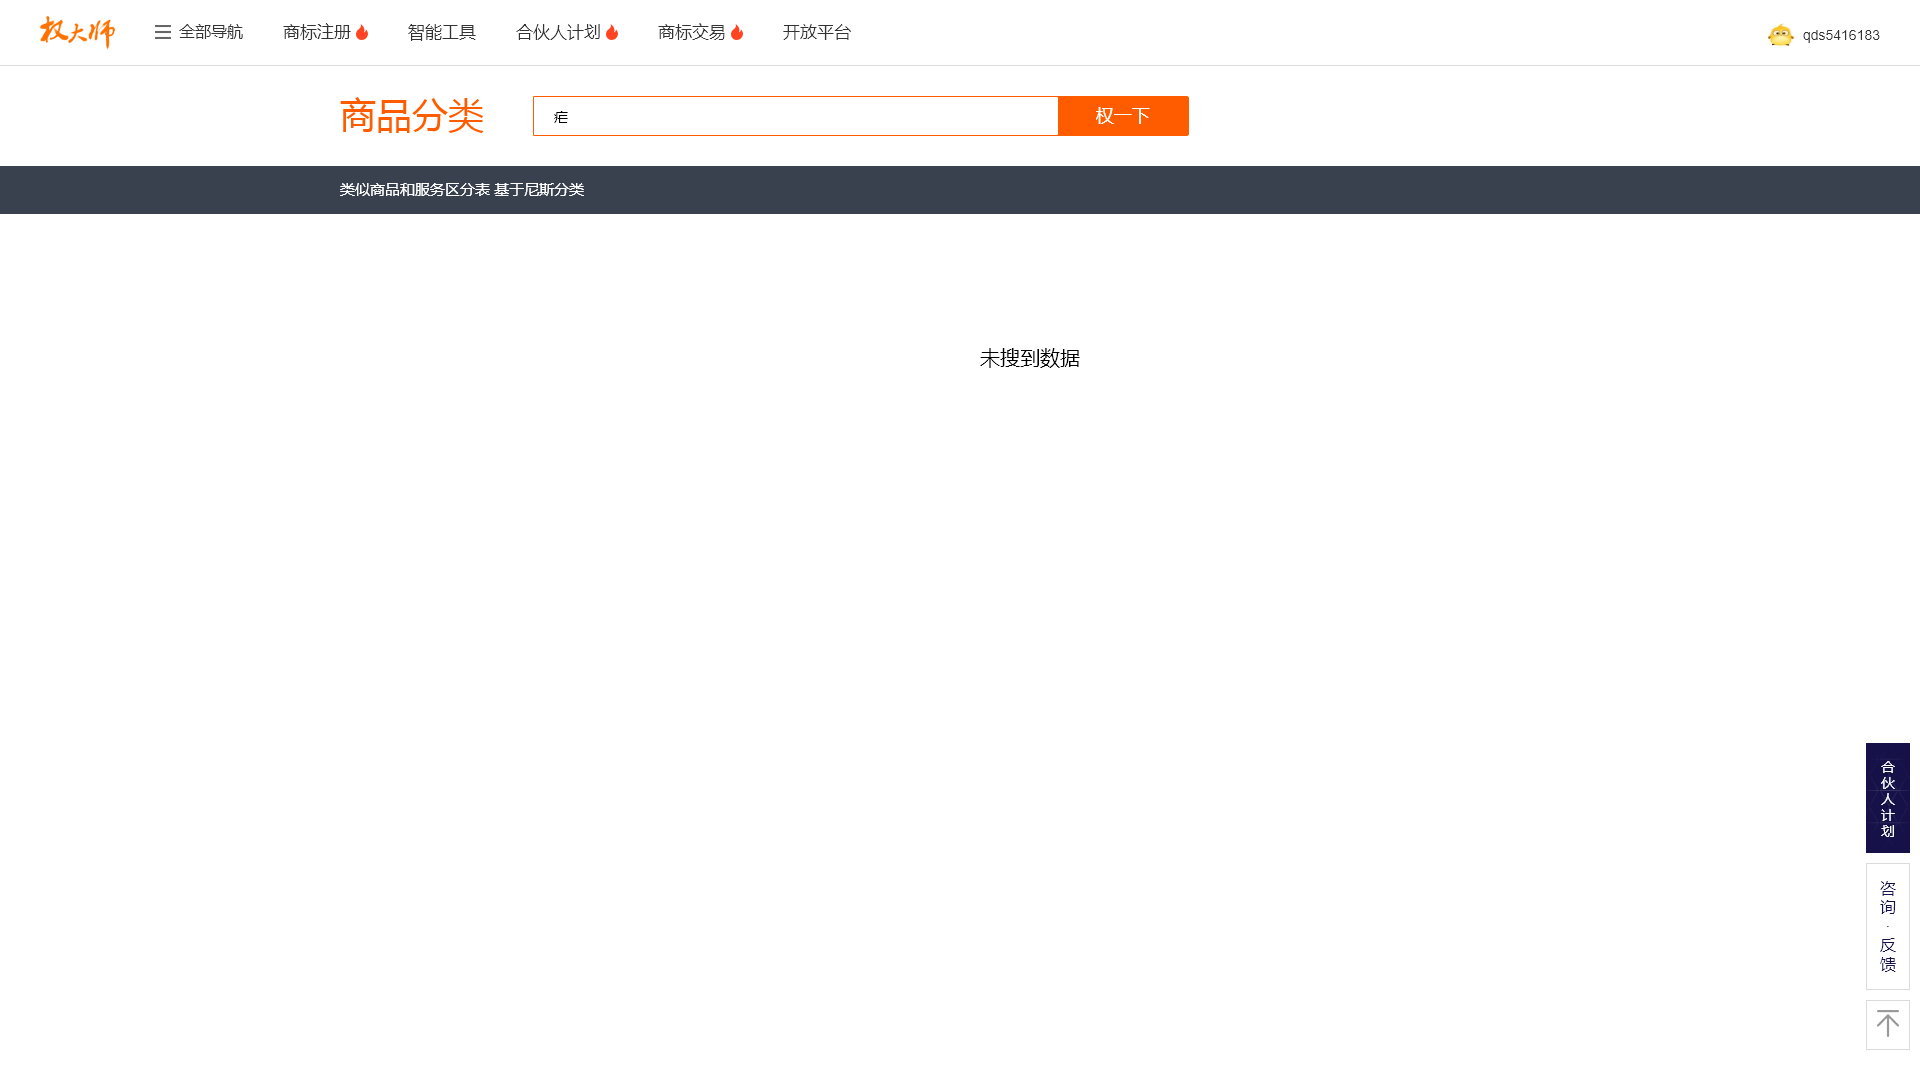 权大师
全部导航
商标注册
智能工具
合伙人计划
商标交易
开放平台
qds5416183
商品分类
疟
权一下
类似商品和服务区分表 基于尼斯分类
未搜到数据
合伙人计划
咨询·反馈